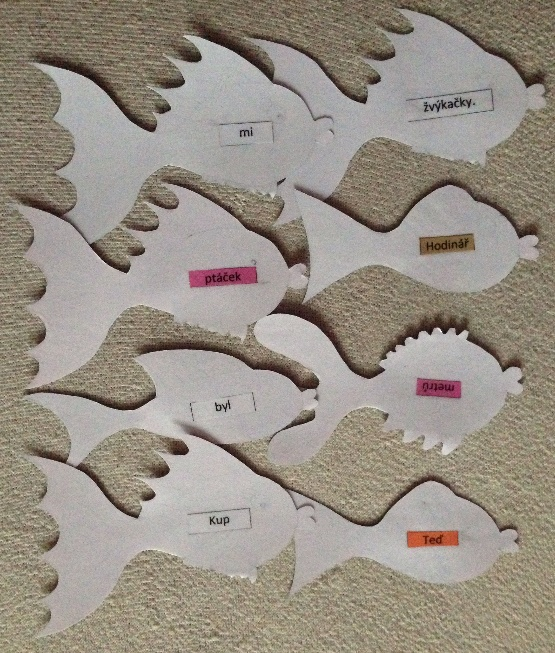 mi
žvýkačky.
ptáček
Hodinář
byl
metrů
Kup
Teď